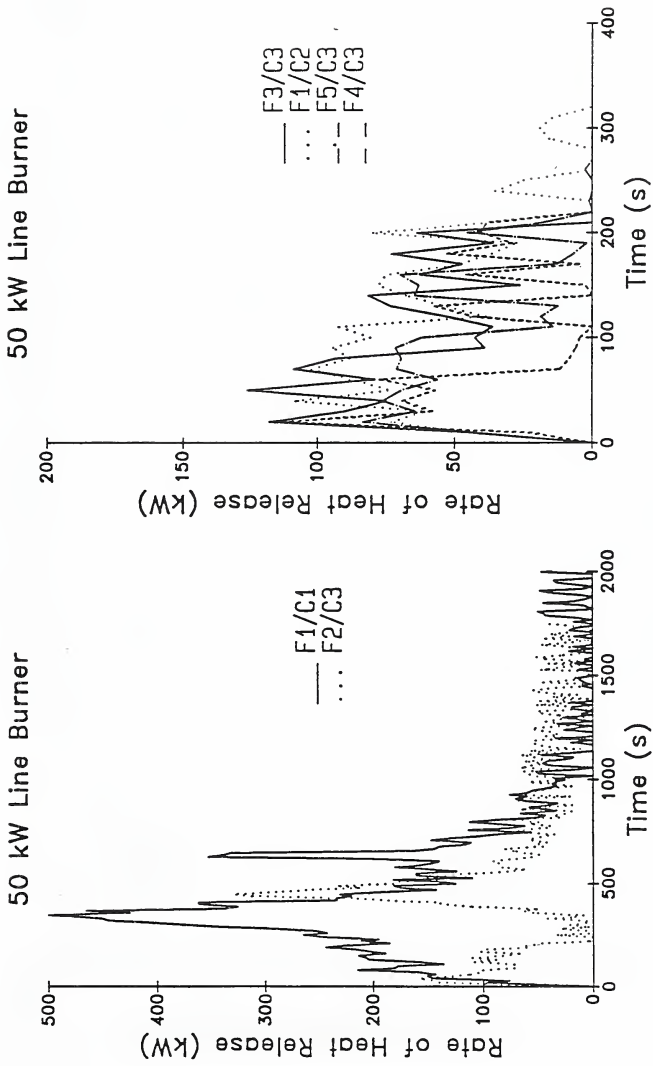 50 kW Line Burner
Rate of Heat Release (kW)
500
400
300
200
100
0
F1/C1
F2/C3
0
500
1000
1500
2000
Time (s)
50 kW Line Burner
Rate of Heat Release (kW)
200
150
100
50
0
F3/C3
F1/C2
F5/C3
F4/C3
0
100
200
300
400
Time (s)